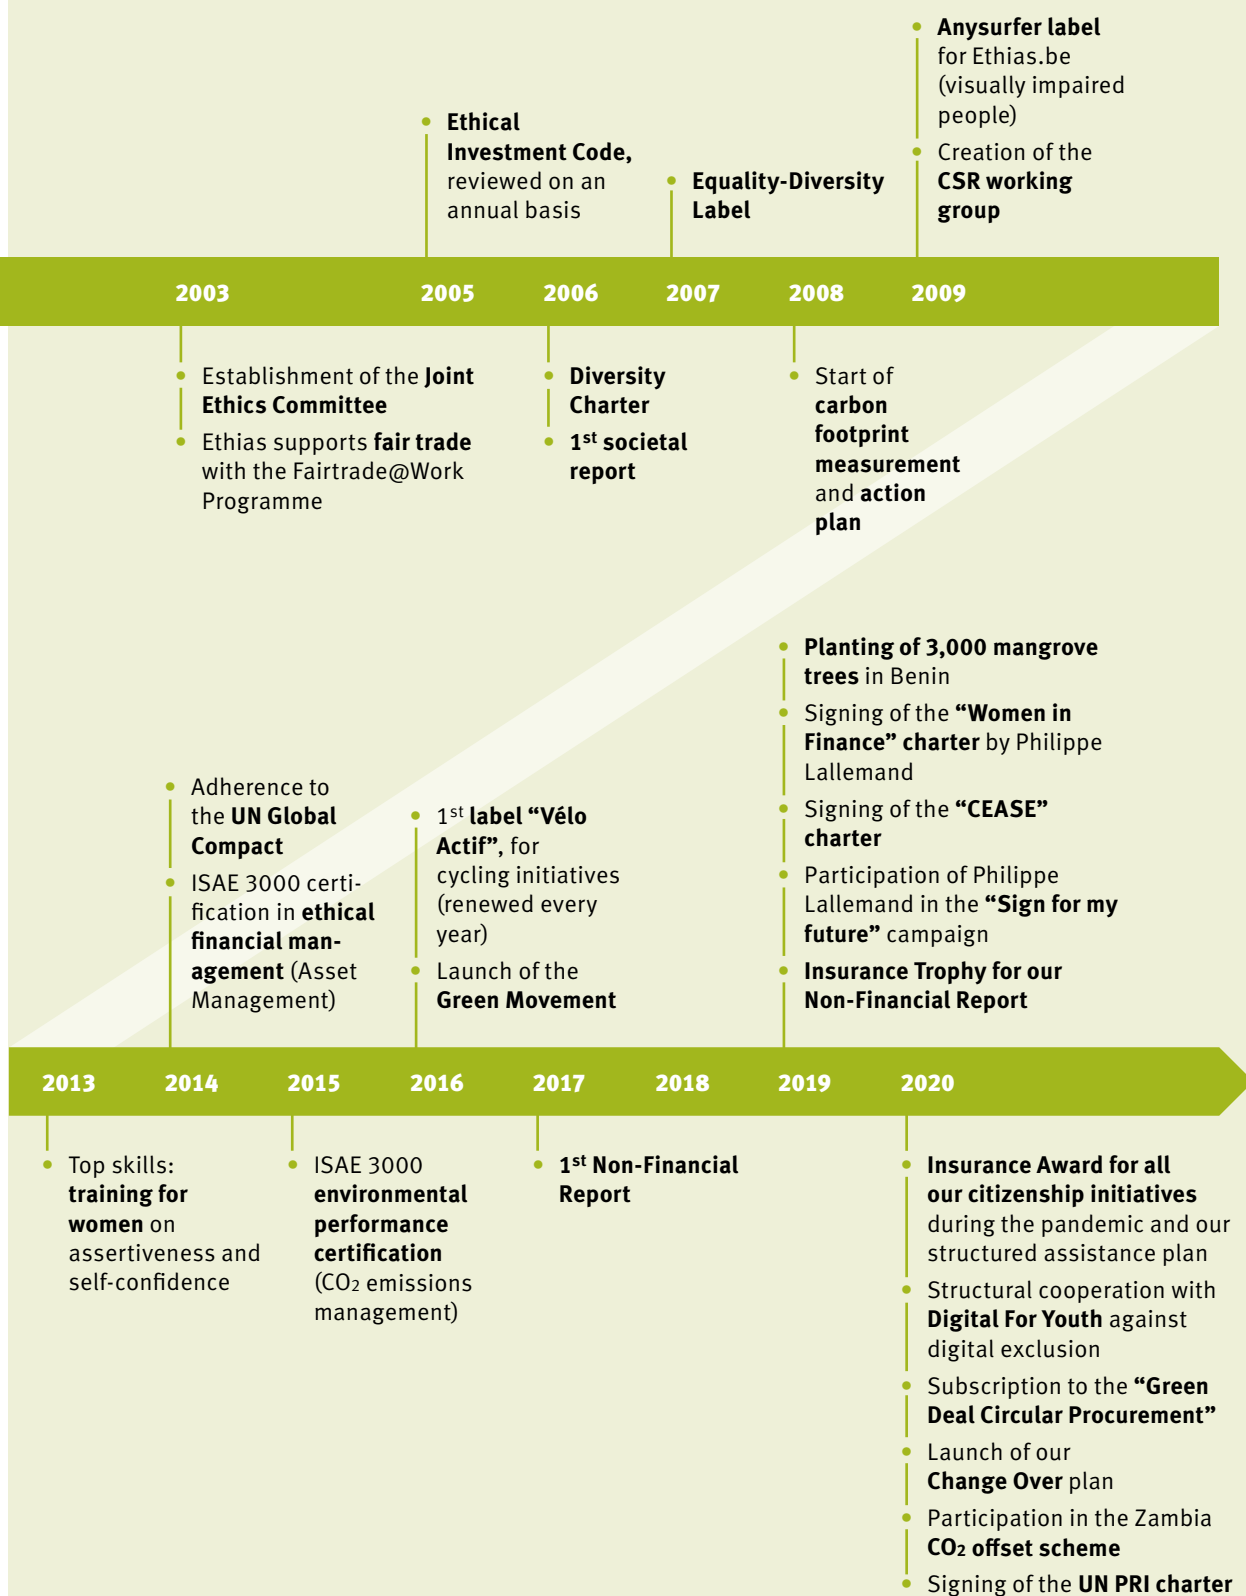 Anysurfer label
for Ethias.be
(visually impaired
people)
Creation of the
CSR working
group
Ethical
Investment Code,
reviewed on an
annual basis
Equality-Diversity
Label
2003
2005
2006
2007
2008
2009
Establishment of the Joint
Ethics Committee
Ethias supports fair trade
with the Fairtrade@Work
Programme
Diversity
Charter
1st societal
report
Start of
carbon
footprint
measurement
and action
plan
Adherence to
the UN Global
Compact
ISAE 3000 certi-
fication in ethical
financial man-
agement (Asset
Management)
1st label “Vélo
Actif”, for
cycling initiatives
(renewed every
year)
Launch of the
Green Movement
Planting of 3,000 mangrove
trees in Benin
Signing of the “Women in
Finance” charter by Philippe
Lallemand
Signing of the “CEASE”
charter
Participation of Philippe
Lallemand in the “Sign for my
future” campaign
Insurance Trophy for our
Non-Financial Report
2013
2014
2015
2016
2017
2018
2019
2020
Top skills:
training for
women on
assertiveness and
self-confidence
ISAE 3000
environmental
performance
certification
(CO2 emissions
management)
1st Non-Financial
Report
Insurance Award for all
our citizenship initiatives
during the pandemic and our
structured assistance plan
Structural cooperation with
Digital For Youth against
digital exclusion
Subscription to the “Green
Deal Circular Procurement”
Launch of our
Change Over plan
Participation in the Zambia
CO2 offset scheme
Signing of the UN PRI charter